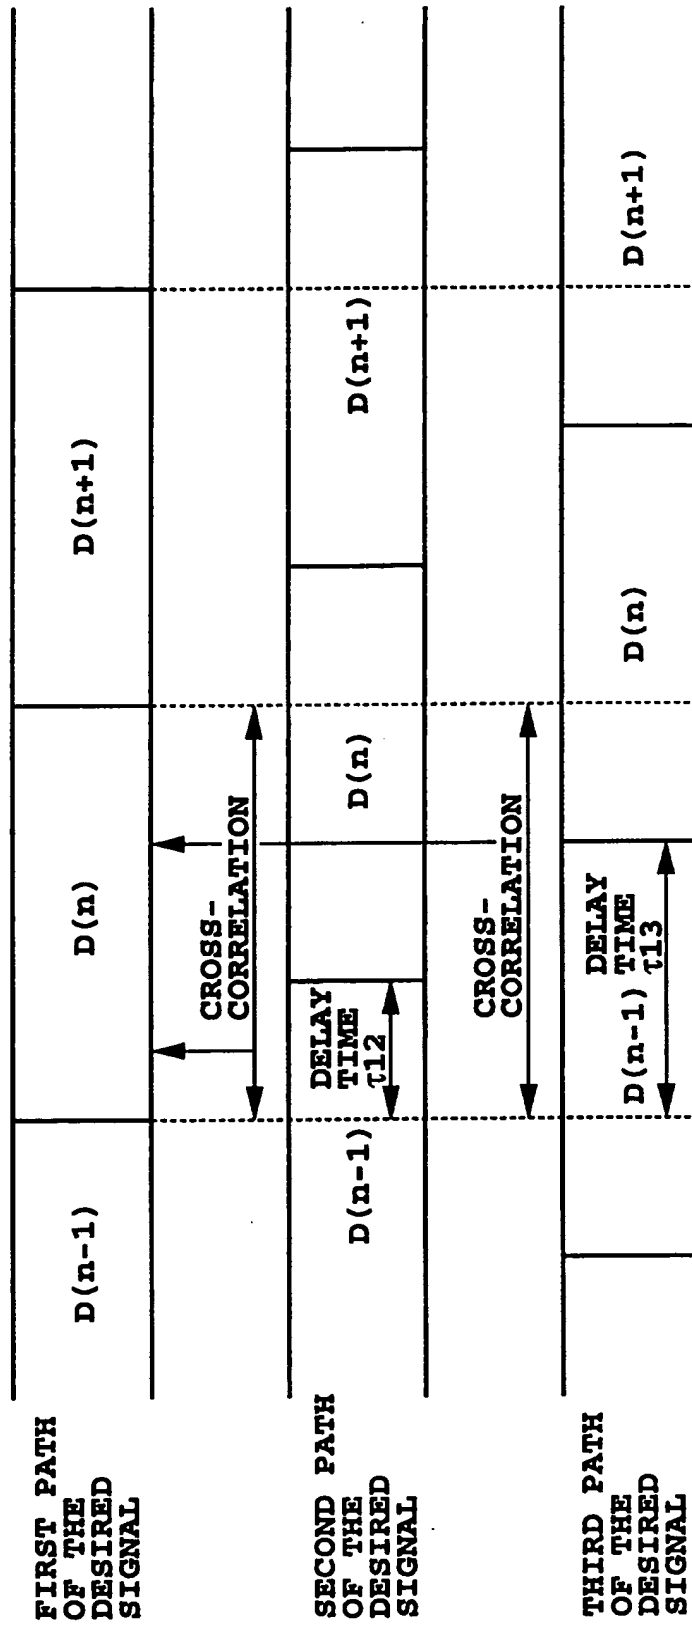 FIRST PATH
OF THE
DESIRED
SIGNAL
D(n-1)
D(n)
D(n+1)
CROSS-
CORRELATION
SECOND PATH
OF THE
DESIRED
SIGNAL
D(n-1)
DELAY
TIME
τ12
D(n)
D(n+1)
CROSS-
CORRELATION
THIRD PATH
OF THE
DESIRED
SIGNAL
D(n-1)
DELAY
TIME
τ13
D(n)
D(n+1)